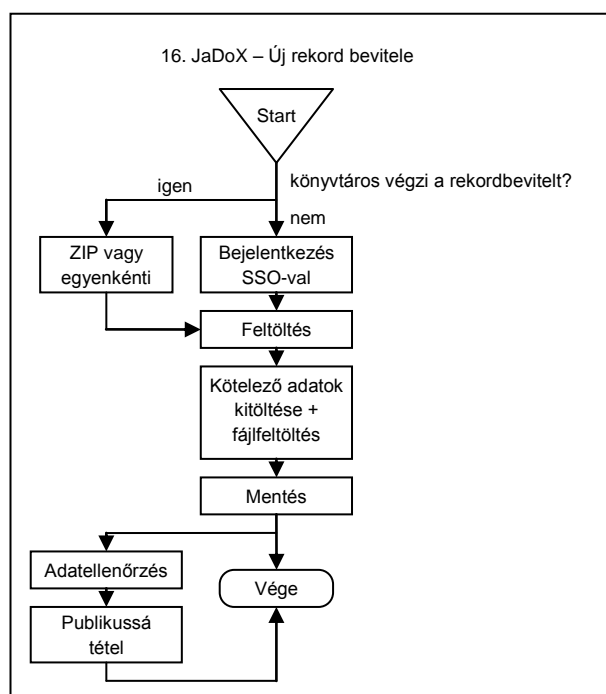 16. JaDoX – Új rekord bevitele
Start
könyvtáros végzi a rekordbevitelt?
igen
nem
ZIP vagy
egyenkénti
Bejelentkezés
SSO-val
Feltöltés
Kötelező adatok
kitöltése +
fájlfeltöltés
Mentés
Adatellenőrzés
Vége
Publikussá
tétel